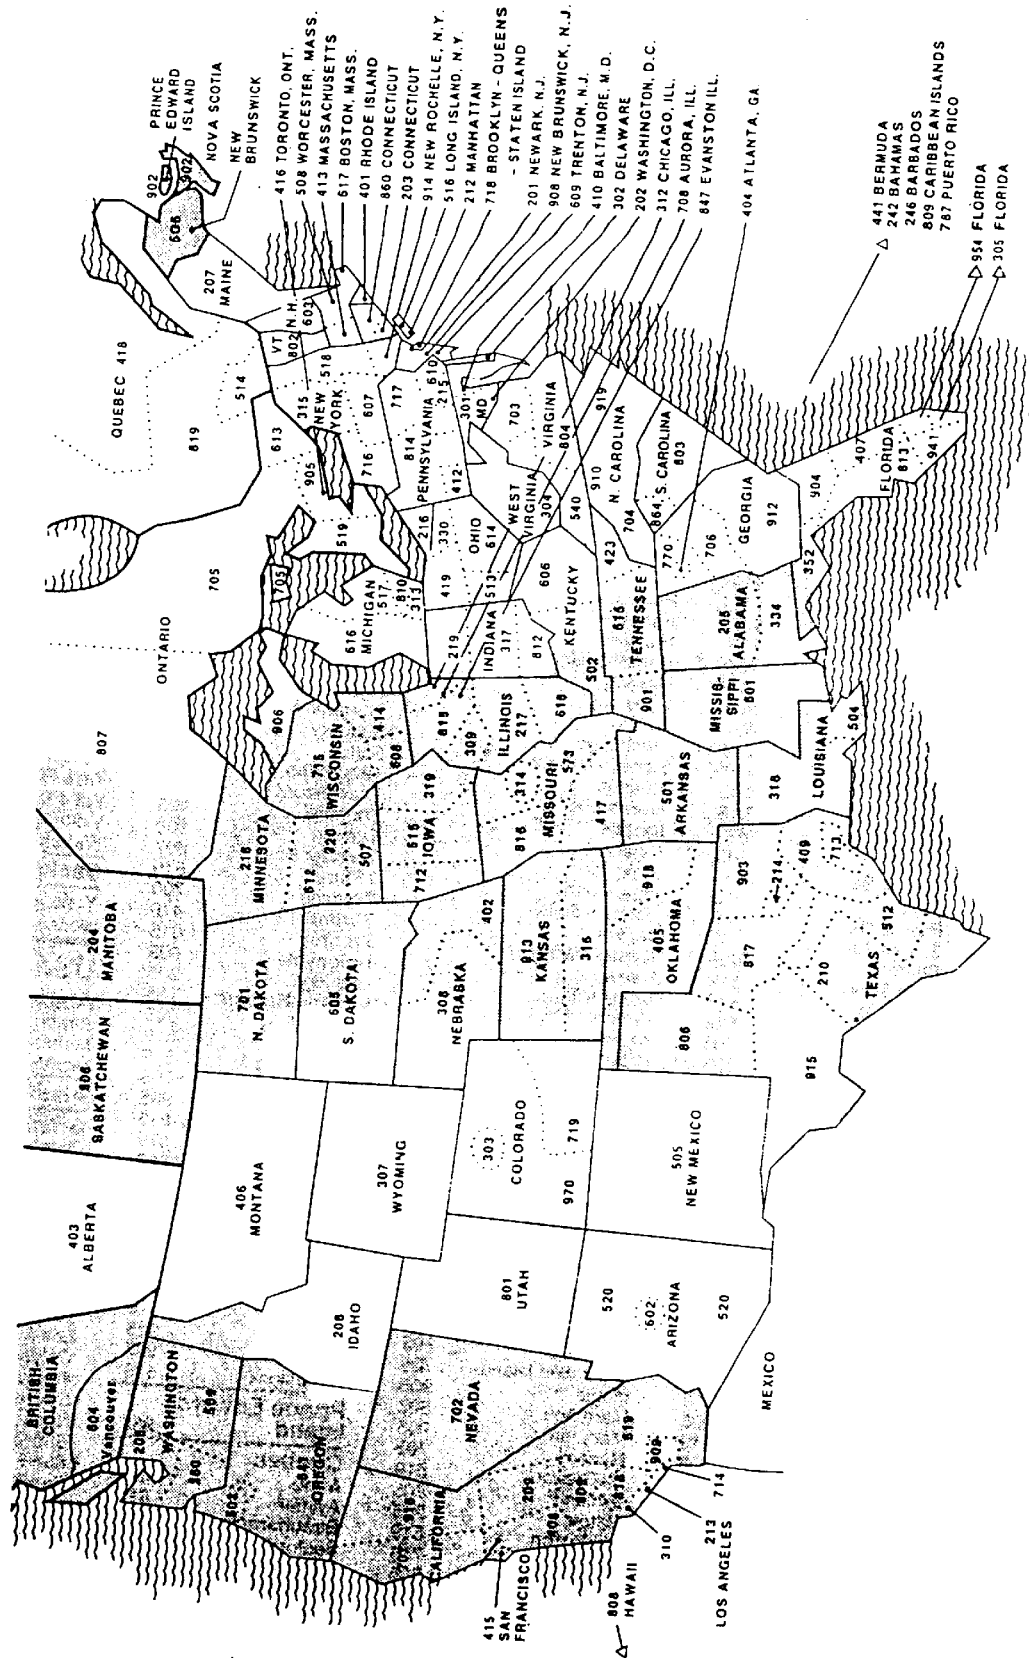 BRITISH
COLUMBIA
604
Vancouver
403
ALBERTA
SASKATCHEWAN
204
MANITOBA
807
ONTARIO
705
705
QUEBEC 418
819
514
613
905
519
902
PRINCE
EDWARD
ISLAND
902
NOVA SCOTIA
NEW
BRUNSWICK
506
207
MAINE
VT
802
N.H.
603
416 TORONTO, ONT.
508 WORCESTER, MASS.
413 MASSACHUSETTS
617 BOSTON, MASS.
401 RHODE ISLAND
860 CONNECTICUT
203 CONNECTICUT
914 NEW ROCHELLE, N.Y.
516 LONG ISLAND, N.Y.
212 MANHATTAN
718 BROOKLYN - QUEENS
- STATEN ISLAND
201 NEWARK, N.J.
908 NEW BRUNSWICK, N.J.
609 TRENTON, N.J.
410 BALTIMORE, M.D.
302 DELAWARE
202 WASHINGTON, D.C.
312 CHICAGO, ILL.
708 AURORA, ILL.
847 EVANSTON ILL.
404 ATLANTA, GA.
441 BERMUDA
242 BAHAMAS
246 BARBADOS
809 CARIBBEAN ISLANDS
787 PUERTO RICO
954 FLORIDA
305 FLORIDA
206
WASHINGTON
509
360
OREGON
541
503
208
IDAHO
406
MONTANA
307
WYOMING
701
N. DAKOTA
605
S. DAKOTA
308
NEBRASKA
402
218
MINNESOTA
612
320
507
715
WISCONSIN
414
608
906
616
MICHIGAN
517
810
313
315
NEW
YORK
518
607
716
717
814
PENNSYLVANIA
610
215
412
216
330
OHIO
419
614
513
219
INDIANA
317
812
815
309
ILLINOIS
217
618
515
IOWA
319
712
816
314
MISSOURI
573
417
913
KANSAS
316
303
COLORADO
719
970
801
UTAH
702
NEVADA
916
CALIFORNIA
707
209
415
SAN
FRANCISCO
619
909
714
213
LOS ANGELES
310
808
HAWAII
520
602
ARIZONA
520
505
NEW MEXICO
MEXICO
918
405
OKLAHOMA
806
903
817
214
409
713
210
512
TEXAS
915
501
ARKANSAS
318
LOUISIANA
504
MISSIS-
SIPPI
601
205
ALABAMA
334
901
615
TENNESSEE
423
502
KENTUCKY
606
WEST
VIRGINIA
304
301
MD
703
VIRGINIA
804
540
910
919
N. CAROLINA
704
864
S. CAROLINA
803
770
706
GEORGIA
912
352
904
407
FLORIDA
813
941